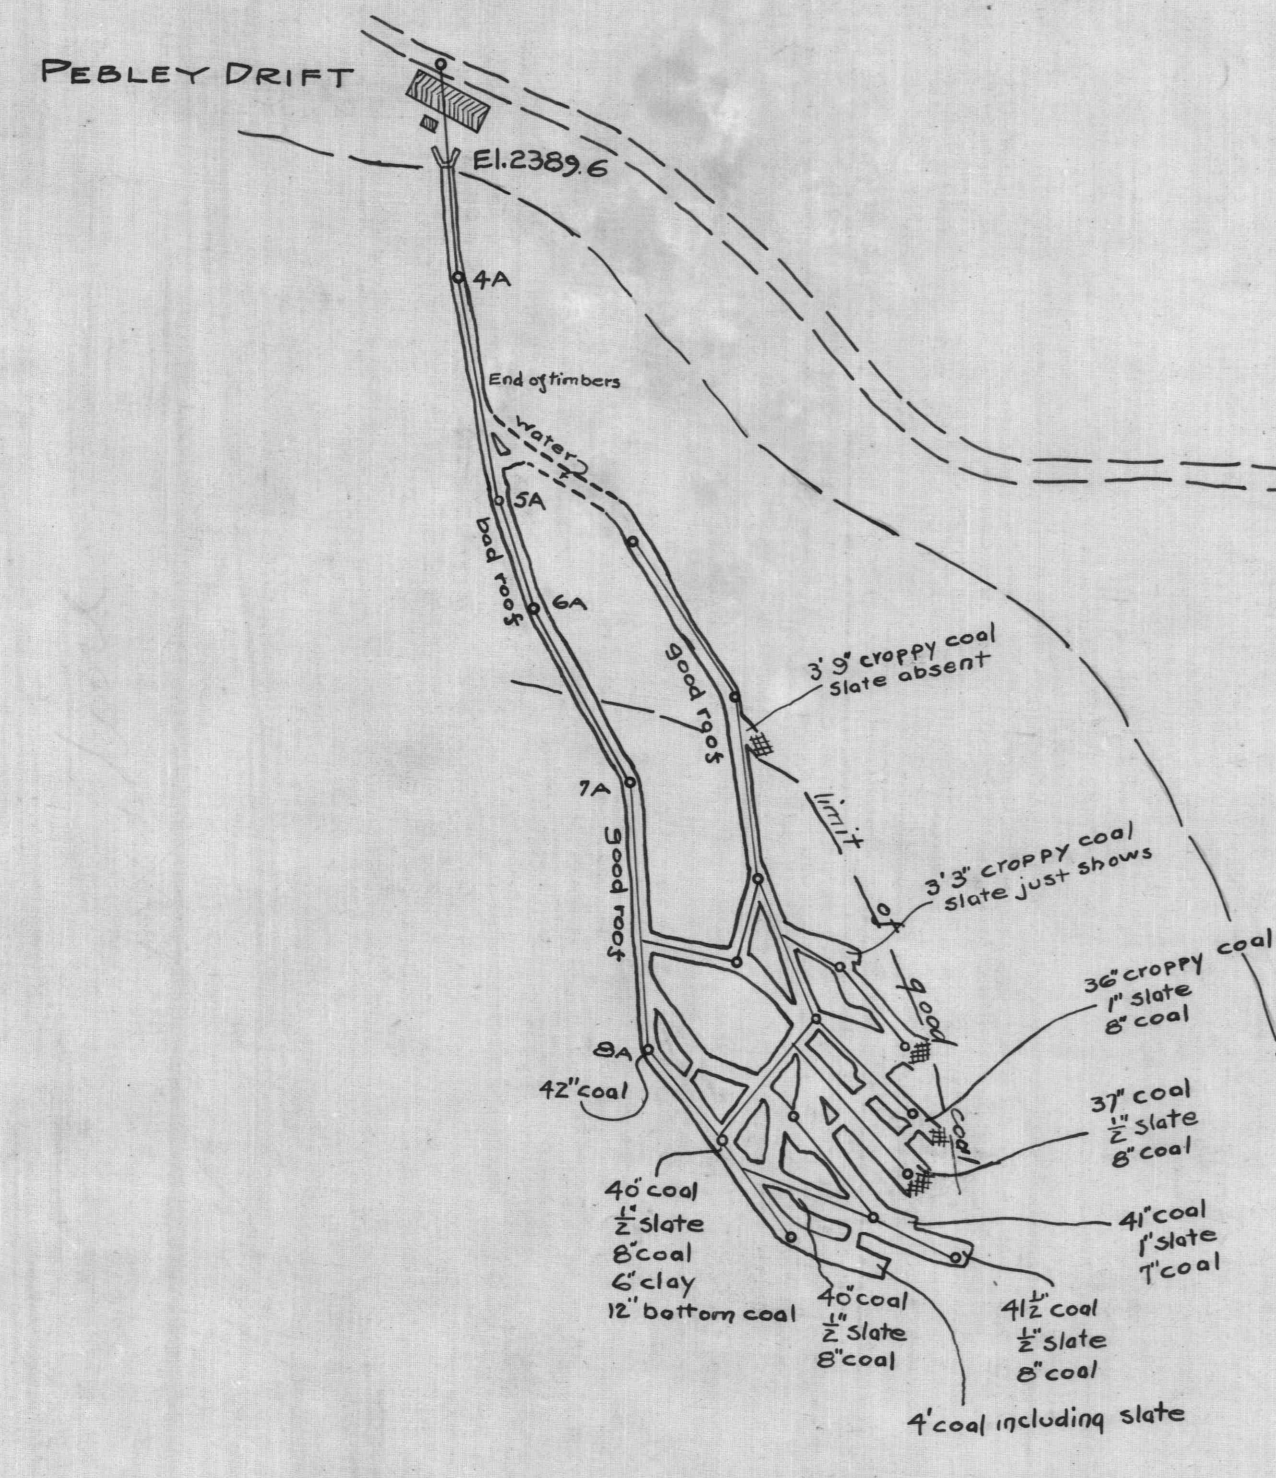 PEBLEY DRIFT
El. 2389.6
4A
End of timbers
Water
5A
bad roof
6A
3' 9" croppy coal
slate absent
good roof
7A
limit
good roof
3' 3" croppy coal
slate just shows
of
36" croppy coal
1" slate
8" coal
good
8A
42" coal
37" coal
1/2" slate
8" coal
coal
40" coal
1/2" slate
8" coal
6" clay
12" bottom coal
41" coal
1" slate
7" coal
40" coal
1/2" slate
8" coal
41 1/2" coal
1/2" slate
8" coal
4' coal including slate